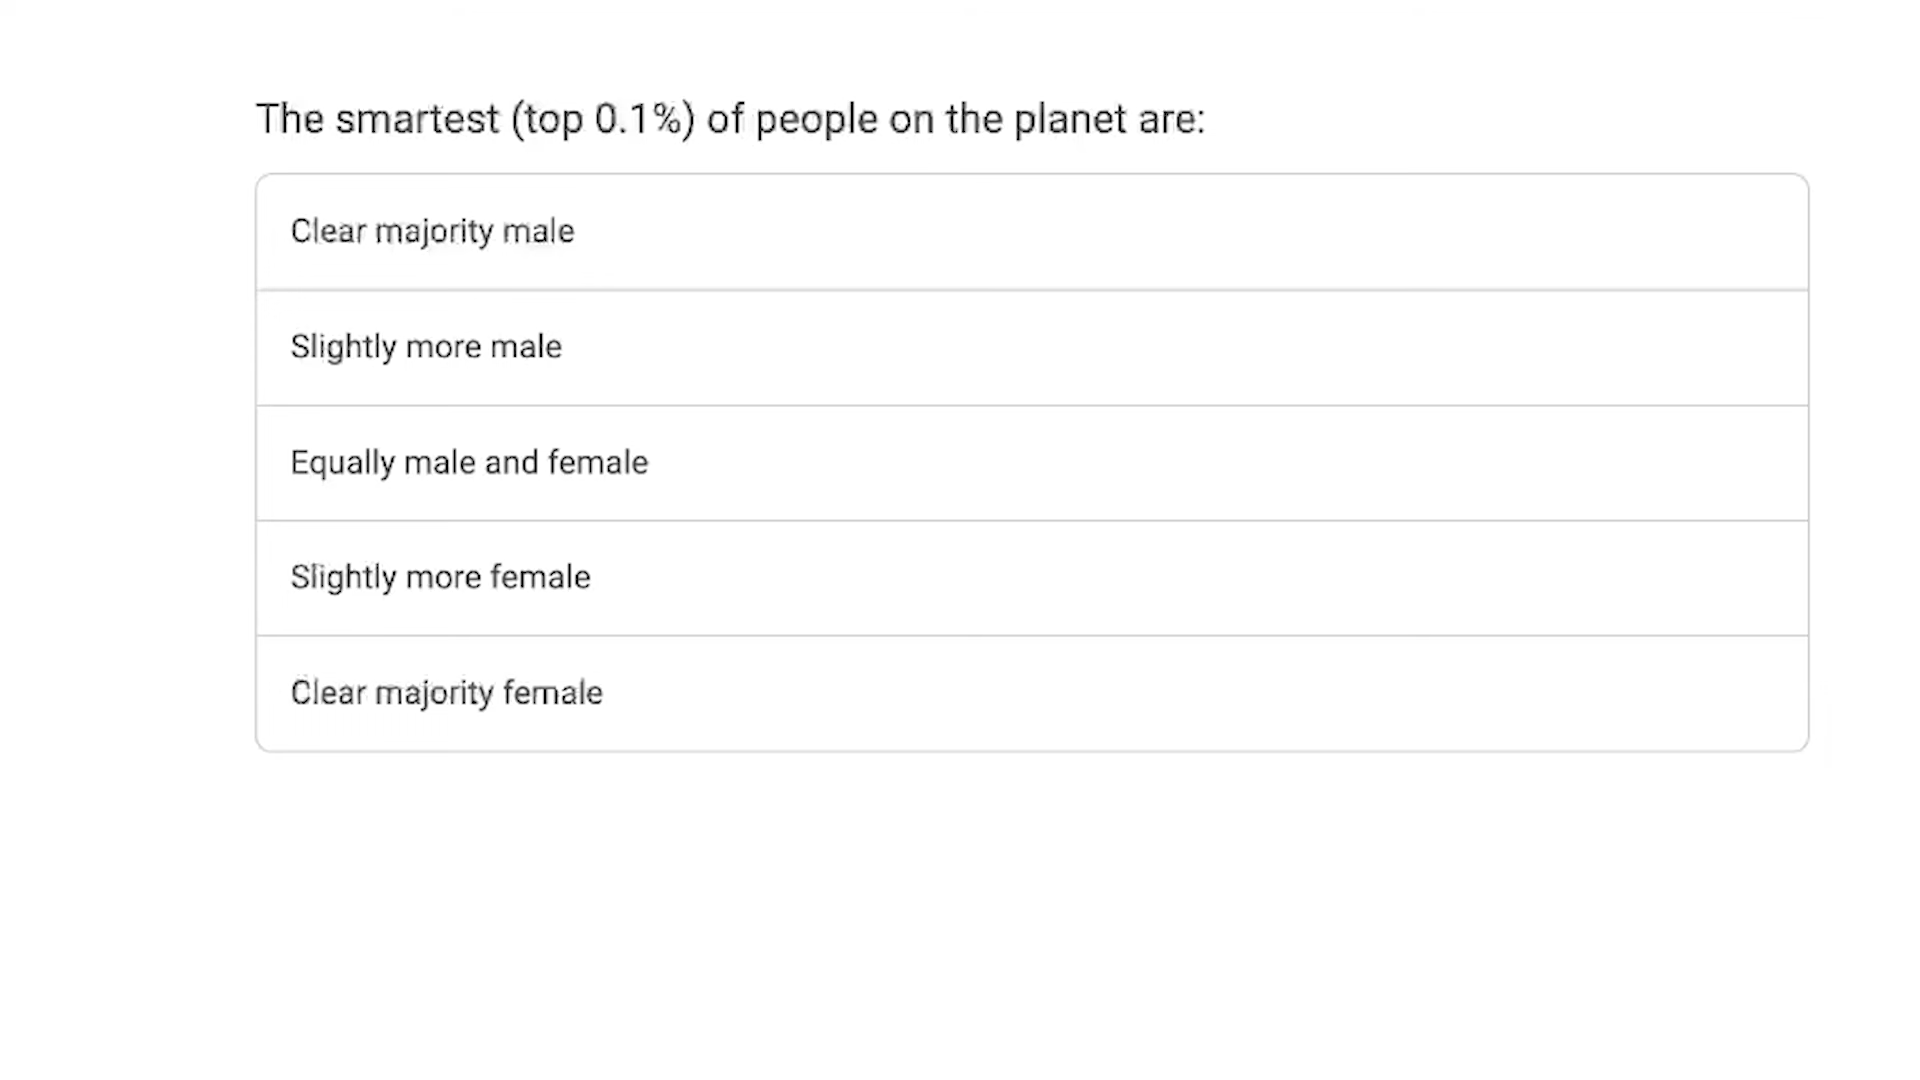 The smartest (top 0.1%) of people on the planet are:
Clear majority male
Slightly more male
Equally male and female
Slightly more female
Clear majority female